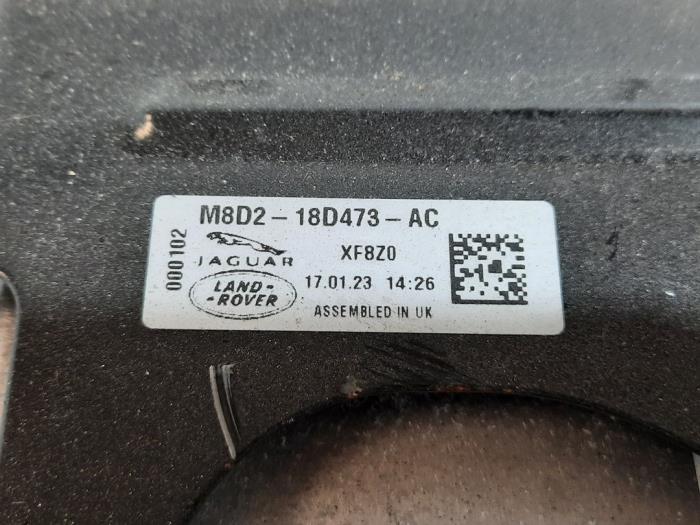 M8D2-18D473-AC
000102
JAGUAR
XF8Z0
LAND-
-ROVER
17.01.23 14:26
ASSEMBLED IN UK